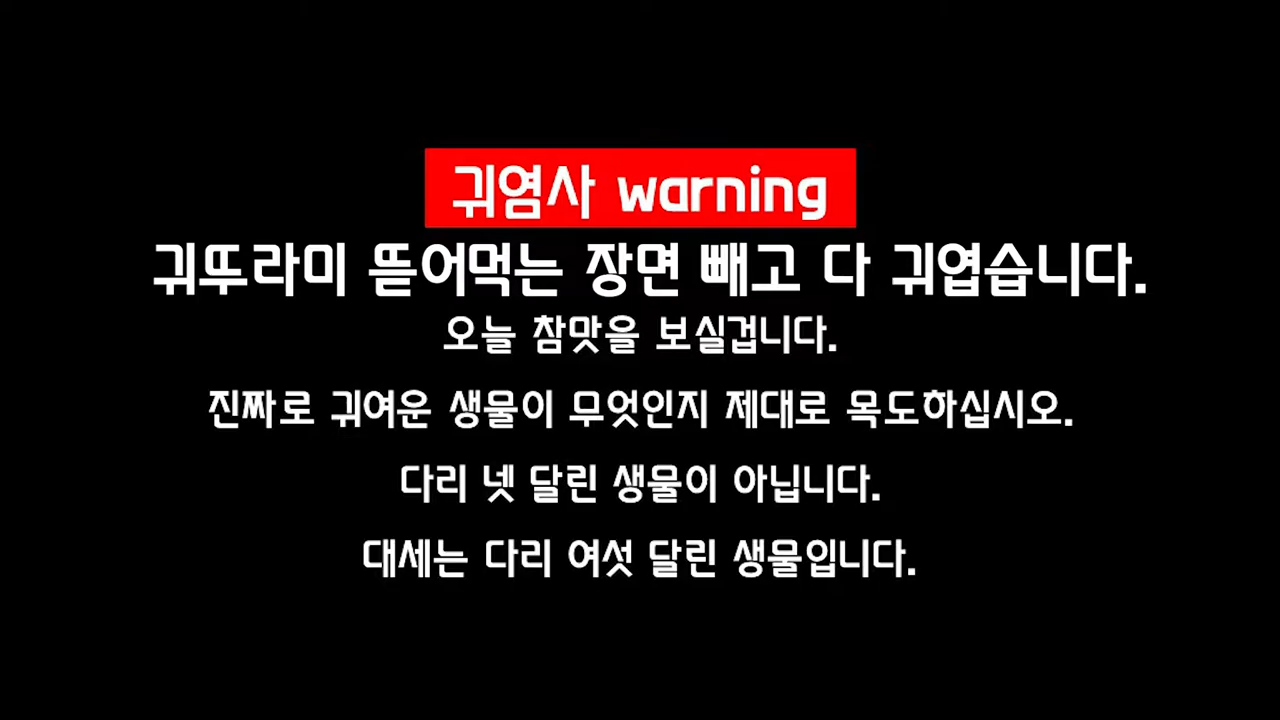 귀염사 warning
귀뚜라미 뜯어먹는 장면 빼고 다 귀엽습니다.
오늘 참맛을 보실겁니다.
진짜로 귀여운 생물이 무엇인지 제대로 목도하십시오.
다리 넷 달린 생물이 아닙니다.
대세는 다리 여섯 달린 생물입니다.